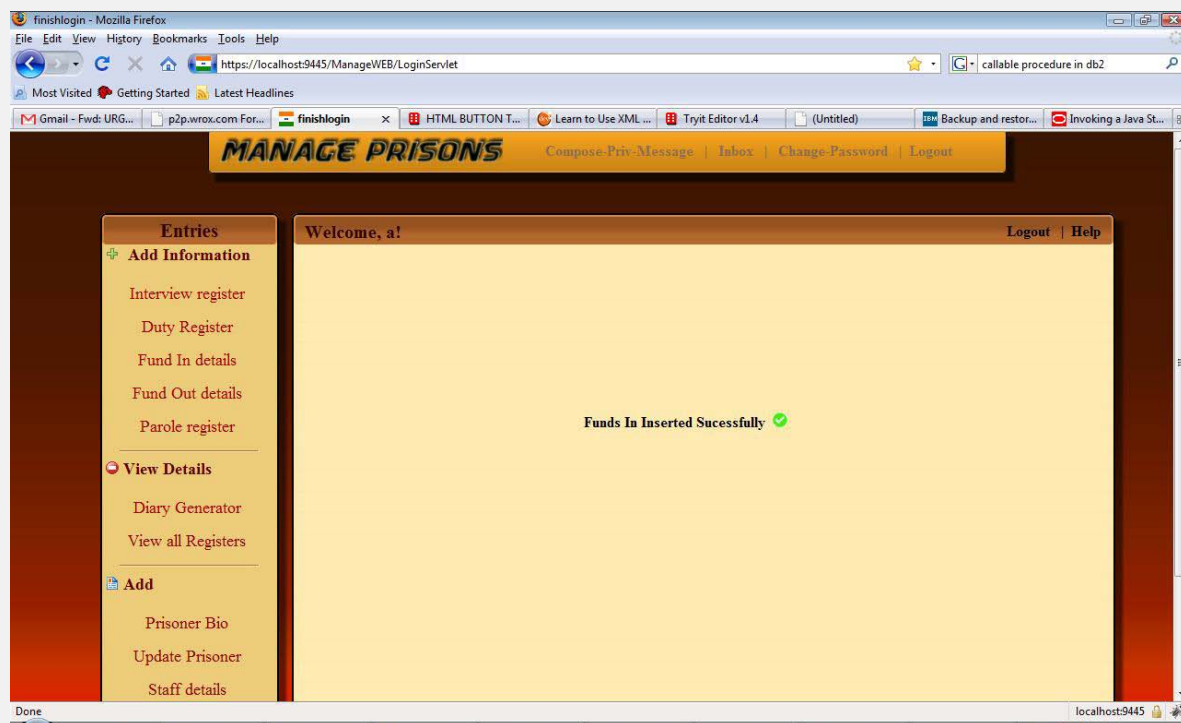 finishlogin - Mozilla Firefox
File Edit View History Bookmarks Tools Help
https://localhost:9445/ManageWEB/LoginServlet
callable procedure in db2
Most Visited Getting Started Latest Headlines
Gmail - Fwd: URG... p2p.wrox.com For... finishlogin HTML BUTTON T... Learn to Use XML ... Tryit Editor v1.4 (Untitled) Backup and restor... Invoking a Java St...
MANAGE PRISONS Compose-Priv-Message | Inbox | Change-Password | Logout
Entries
Add Information
Interview register
Duty Register
Fund In details
Fund Out details
Parole register
View Details
Diary Generator
View all Registers
Add
Prisoner Bio
Update Prisoner
Staff details
Welcome, a! Logout | Help
Funds In Inserted Sucessfully
Done localhost:9445